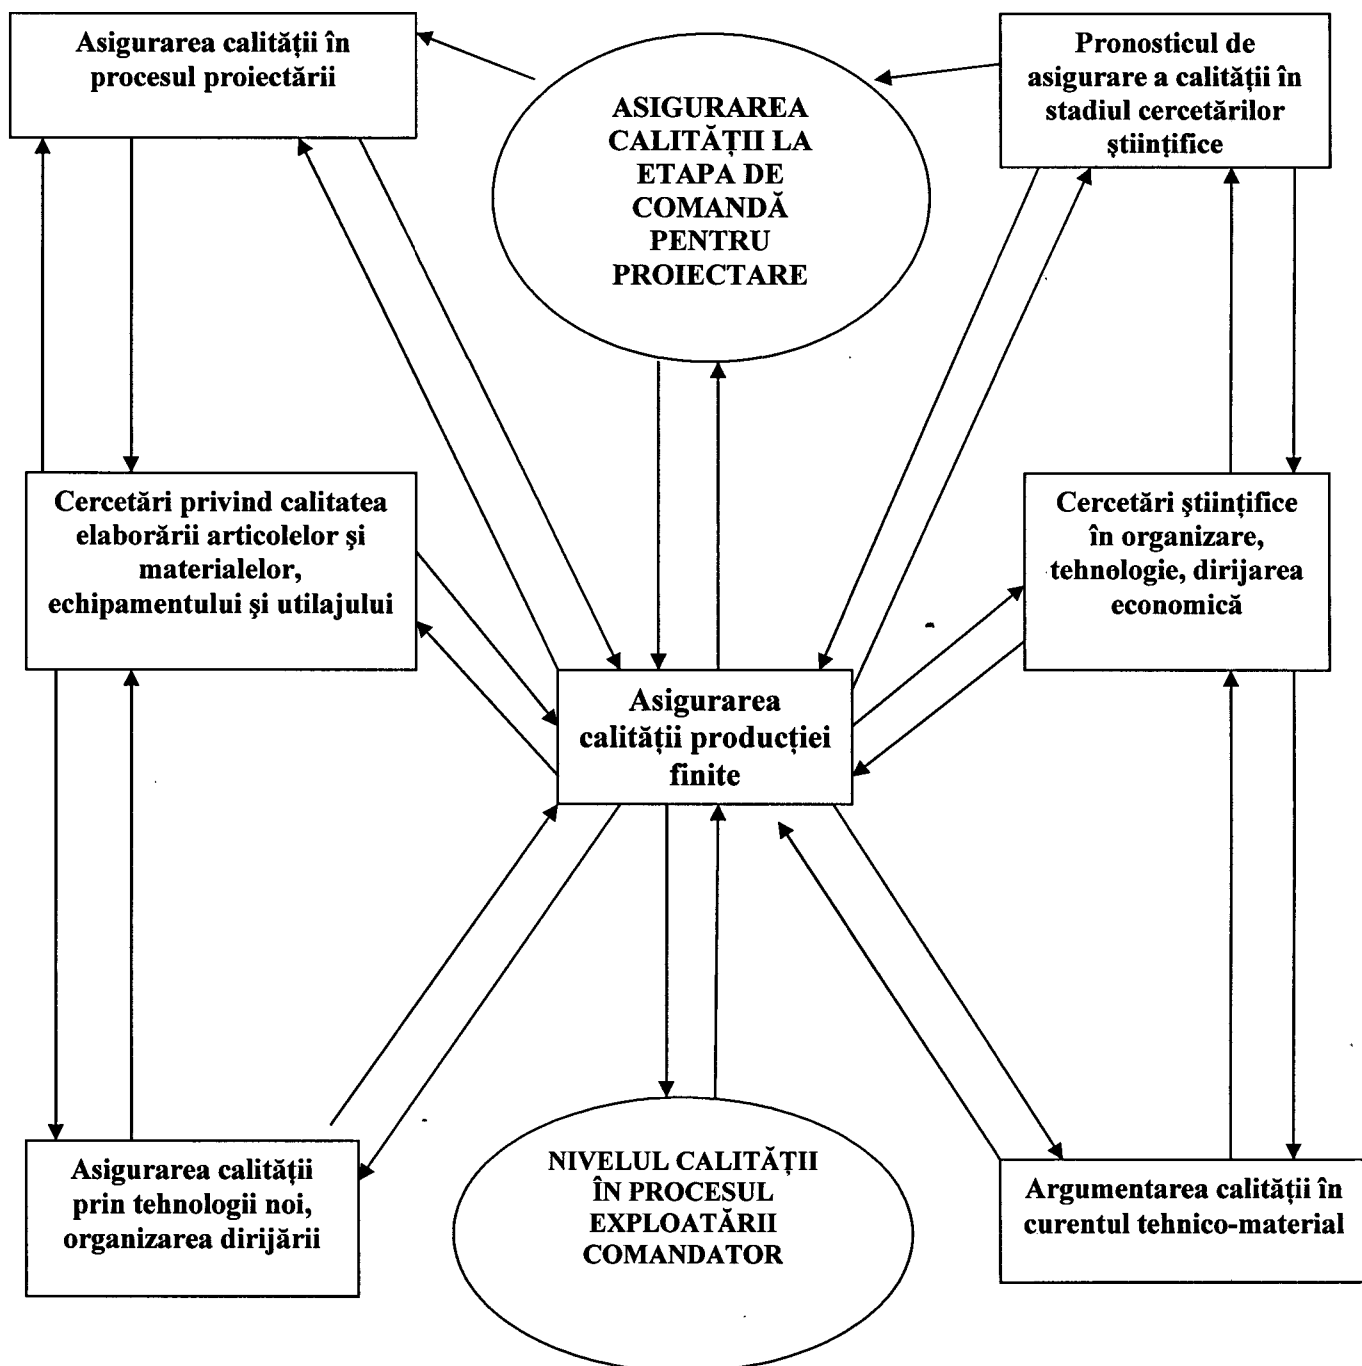 Asigurarea calității în
procesul proiectării
ASIGURAREA
CALITĂȚII LA
ETAPA DE
COMANDĂ
PENTRU
PROIECTARE
Pronosticul de
asigurare a calității în
stadiul cercetărilor
științifice
Cercetări privind calitatea
elaborării articolelor şi
materialelor,
echipamentului şi utilajului
Cercetări ştiințifice
în organizare,
tehnologie, dirijarea
economică
Asigurarea
calității producției
finite
Asigurarea calității
prin tehnologii noi,
organizarea dirijării
NIVELUL CALITĂȚII
ÎN PROCESUL
EXPLOATĂRII
COMANDATOR
Argumentarea calității în
curentul tehnico-material